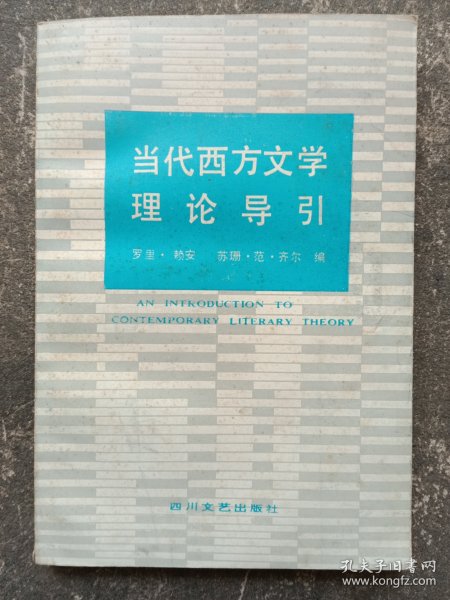 当代西方文学
理论导引
罗里·赖安 苏珊·范·齐尔 编
AN INTRODUCTION TO
CONTEMPORARY LITERARY THEORY
四川文艺出版社
孔夫子旧书网
www.kongfz.com